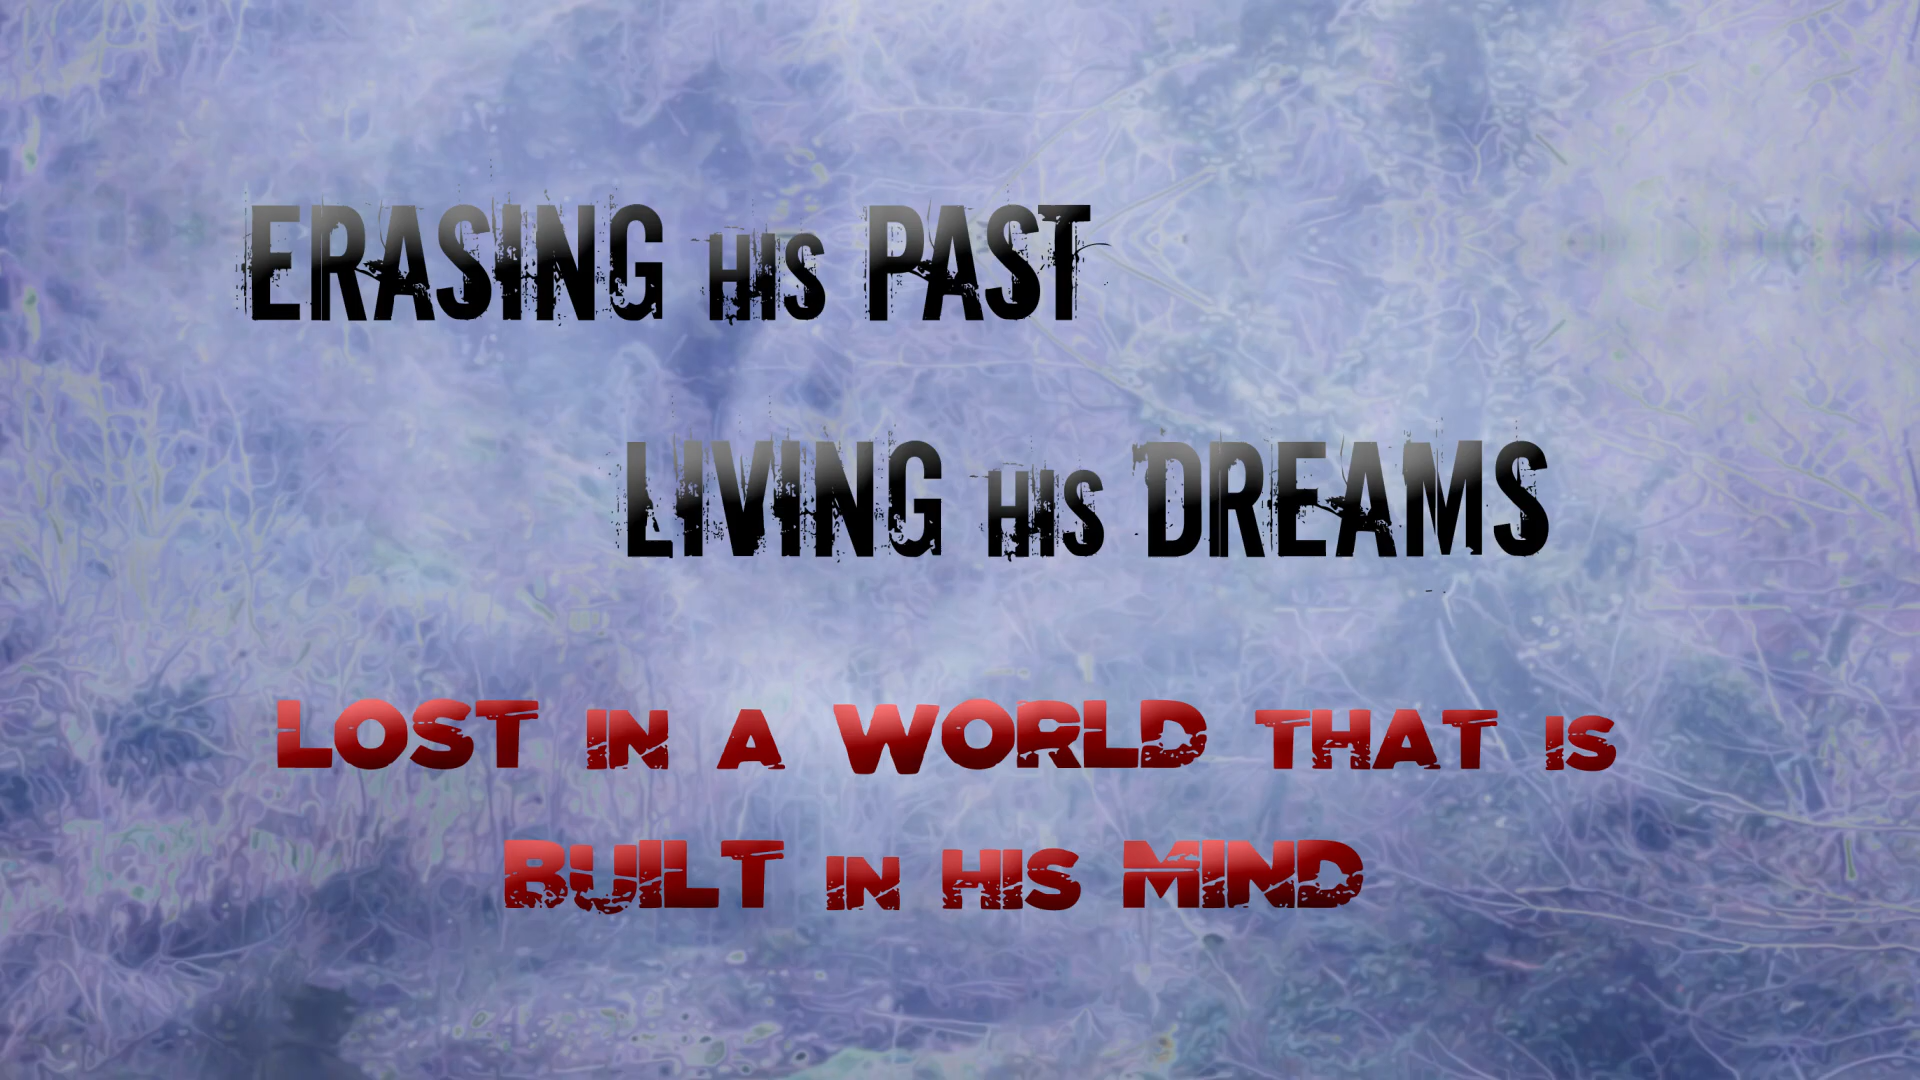 ERASING HIS PAST
LIVING HIS DREAMS
LOST IN A WORLD THAT IS
BUILT IN HIS MIND